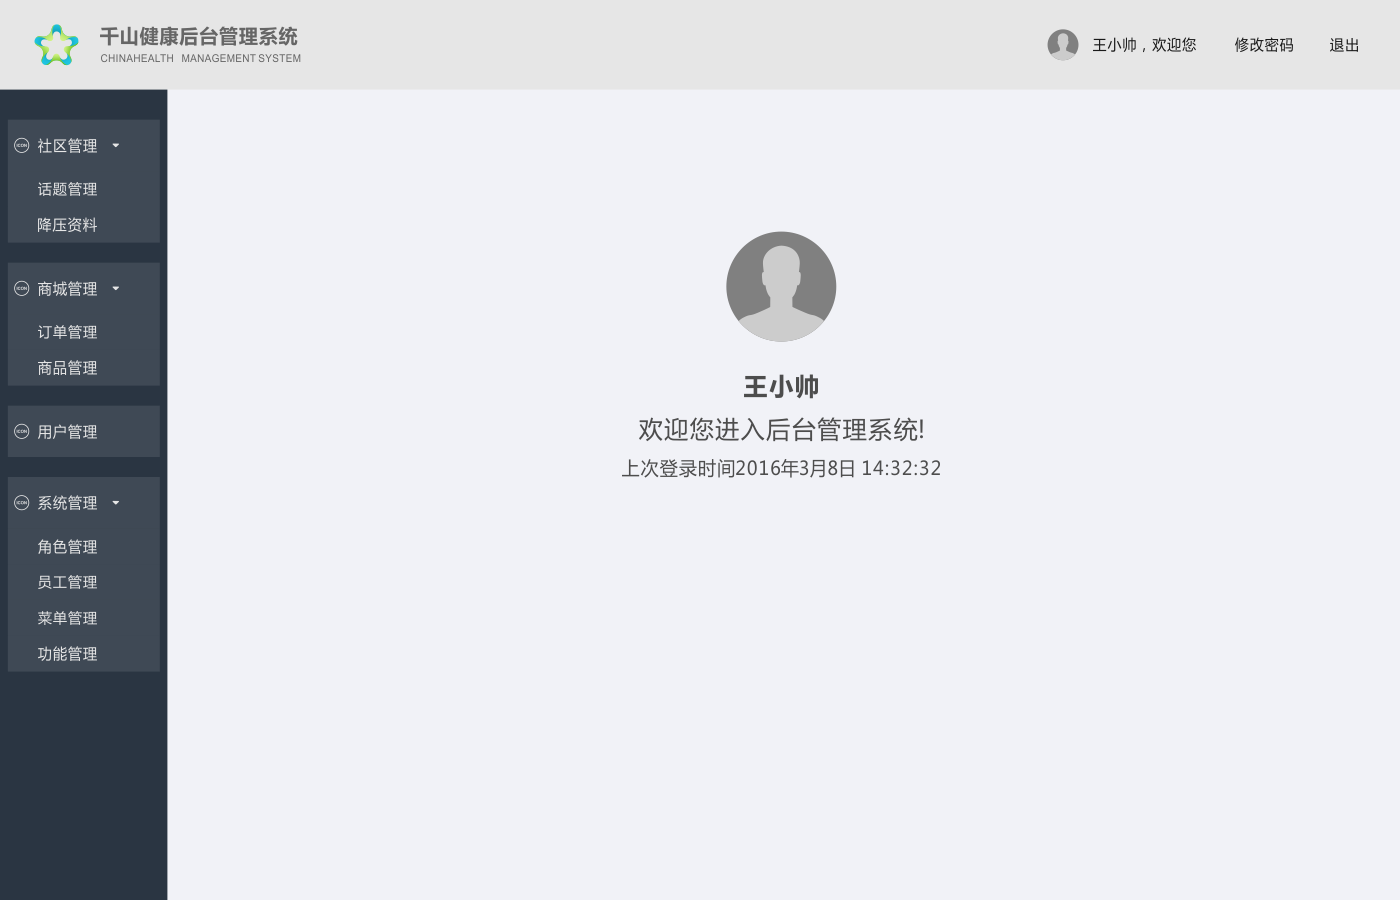 千山健康后台管理系统
CHINAHEALTH MANAGEMENT SYSTEM
王小帅，欢迎您
修改密码
退出
ICON 社区管理
话题管理
降压资料
ICON 商城管理
订单管理
商品管理
ICON 用户管理
ICON 系统管理
角色管理
员工管理
菜单管理
功能管理
王小帅
欢迎您进入后台管理系统!
上次登录时间2016年3月8日 14:32:32